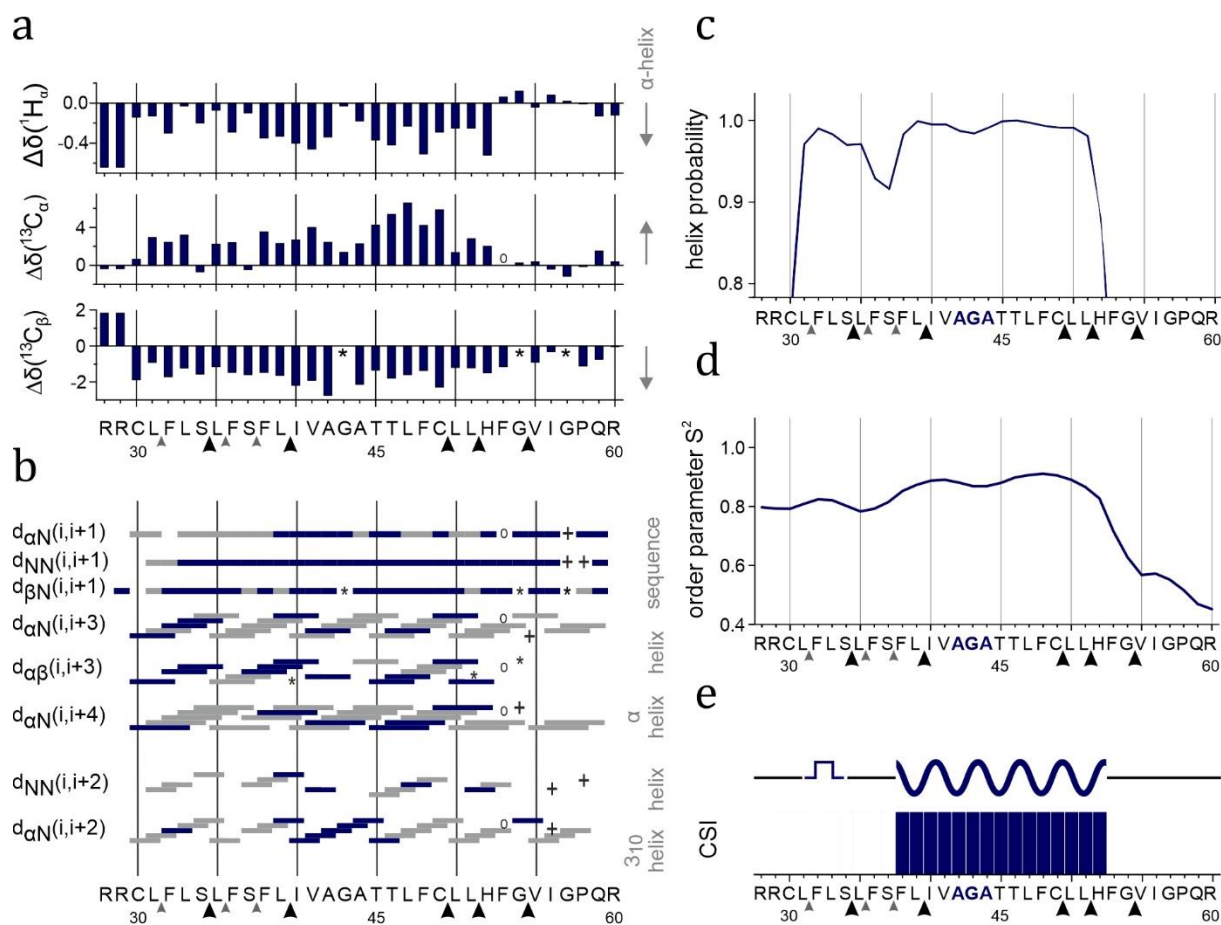 a
Δδ(¹Hα)
0.0
-0.4
α-helix
Δδ(¹³Cα)
4
0
o
Δδ(¹³Cβ)
2
0
-2
* * *
RRCLFLSLFSFLIVAGATTLFCLLHFGVIGPQR
30 45 60
b
dαN(i,i+1)
o +
dNN(i,i+1)
+ +
dβN(i,i+1)
* * *
sequence
dαN(i,i+3)
o
+
dαβ(i,i+3)
*
o
* *
helix
dαN(i,i+4)
o +
α
helix
dNN(i,i+2)
+
+
dαN(i,i+2)
o
+
3₁₀
helix
helix
RRCLFLSLFSFLIVAGATTLFCLLHFGVIGPQR
30 45 60
c
helix probability
1.0
0.9
0.8
RRCLFLSLFSFLIVAGATTLFCLLHFGVIGPQR
30 45 60
d
order parameter S²
1.0
0.8
0.6
0.4
RRCLFLSLFSFLIVAGATTLFCLLHFGVIGPQR
30 45 60
e
CSI
RRCLFLSLFSFLIVAGATTLFCLLHFGVIGPQR
30 45 60